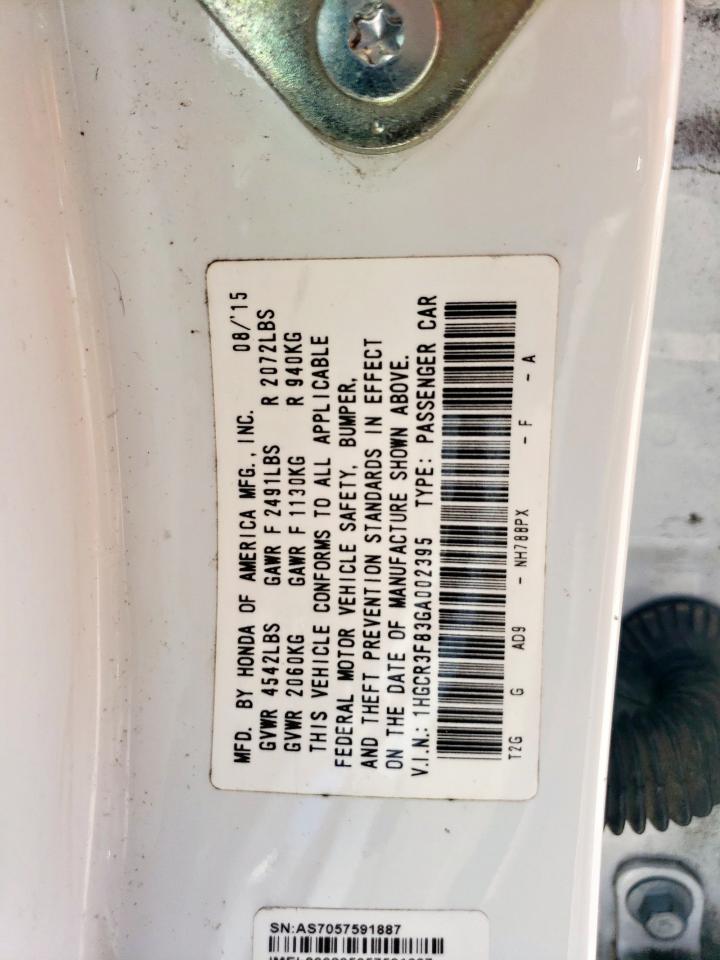 MFD. BY HONDA OF AMERICA MFG., INC. 08/'15
GVWR 4542LBS GAWR F 2491LBS R 2072LBS
GVWR 2060KG GAWR F 1130KG R 940KG
THIS VEHICLE CONFORMS TO ALL APPLICABLE
FEDERAL MOTOR VEHICLE SAFETY, BUMPER,
AND THEFT PREVENTION STANDARDS IN EFFECT
ON THE DATE OF MANUFACTURE SHOWN ABOVE.
V.I.N.: 1HGCR3F83GA002395 TYPE: PASSENGER CAR
T2G G AD9 - NH788PX - F - A
SN:AS7057591887